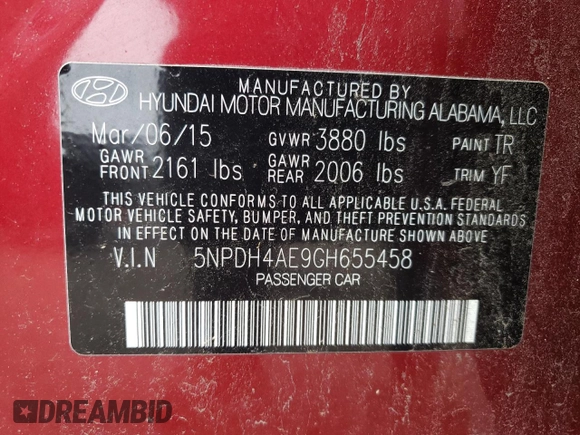 MANUFACTURED BY
HYUNDAI MOTOR MANUFACTURING ALABAMA, LLC
Mar/06/15 GVWR 3880 lbs PAINT TR
GAWR FRONT 2161 lbs GAWR REAR 2006 lbs TRIM YF
THIS VEHICLE CONFORMS TO ALL APPLICABLE U.S.A. FEDERAL
MOTOR VEHICLE SAFETY, BUMPER, AND THEFT PREVENTION STANDARDS
IN EFFECT ON THE DATE OF MANUFACTURE SHOWN ABOVE.
V.I.N 5NPDH4AE9GH655458
PASSENGER CAR
DREAMBID